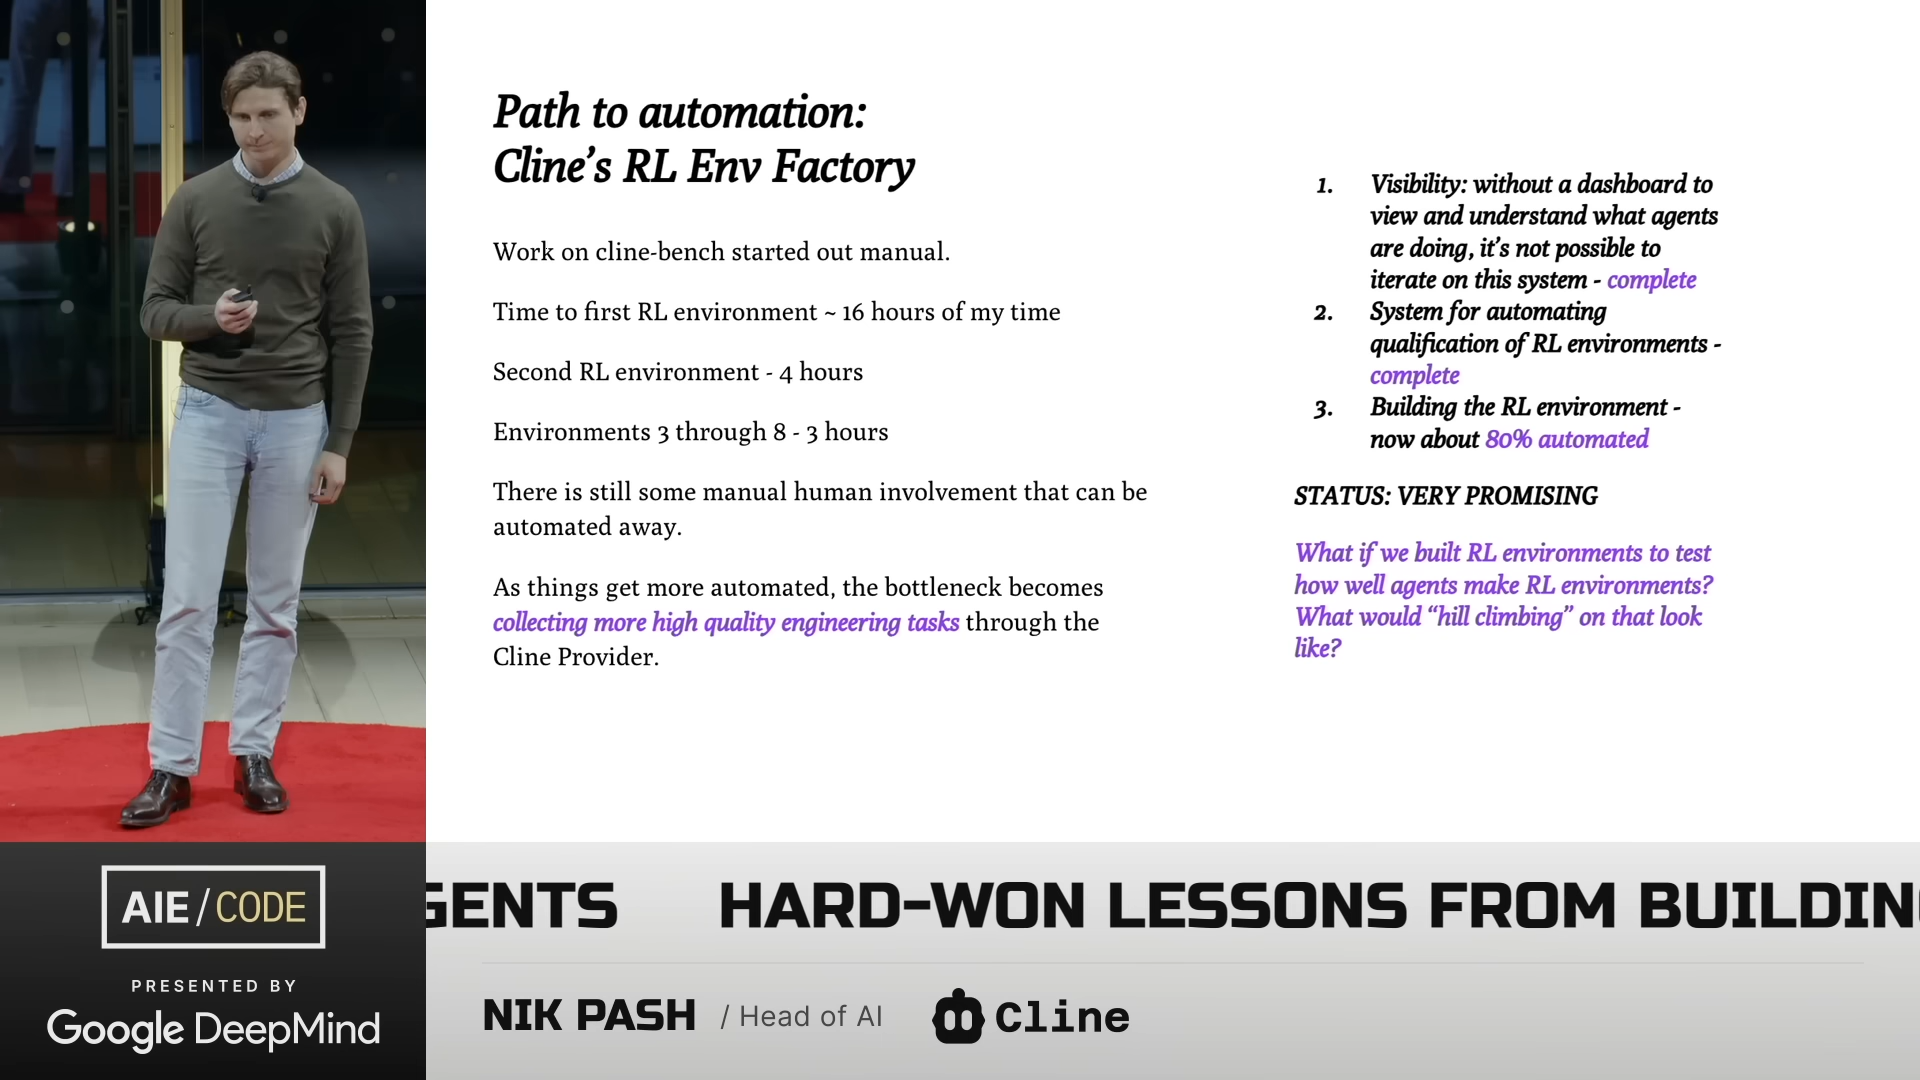 Path to automation:
Cline’s RL Env Factory
Work on cline-bench started out manual.
Time to first RL environment ~ 16 hours of my time
Second RL environment - 4 hours
Environments 3 through 8 - 3 hours
There is still some manual human involvement that can be
automated away.
As things get more automated, the bottleneck becomes
collecting more high quality engineering tasks through the
Cline Provider.
1. Visibility: without a dashboard to
view and understand what agents
are doing, it’s not possible to
iterate on this system - complete
2. System for automating
qualification of RL environments -
complete
3. Building the RL environment -
now about 80% automated
STATUS: VERY PROMISING
What if we built RL environments to test
how well agents make RL environments?
What would “hill climbing” on that look
like?
AIE/CODE
PRESENTED BY
Google DeepMind
GENTS HARD-WON LESSONS FROM BUILDIN
NIK PASH / Head of AI Cline